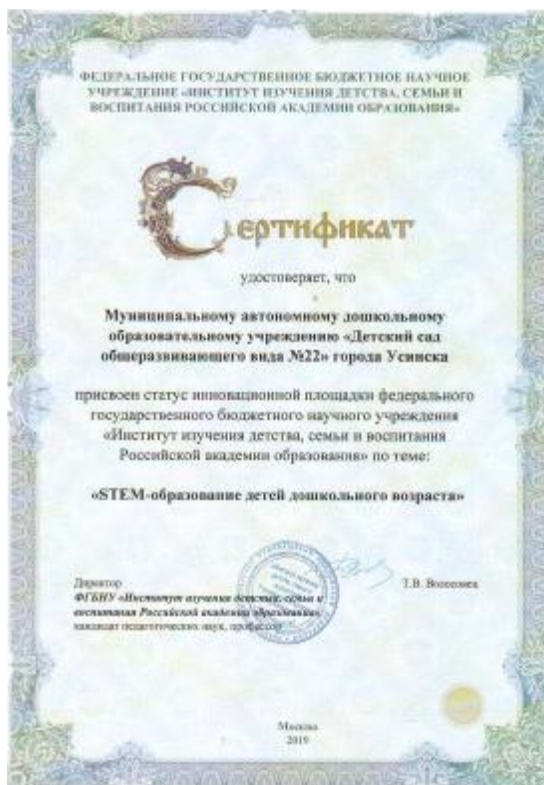 ФЕДЕРАЛЬНОЕ ГОСУДАРСТВЕННОЕ БЮДЖЕТНОЕ НАУЧНОЕ
УЧРЕЖДЕНИЕ «ИНСТИТУТ ИЗУЧЕНИЯ ДЕТСТВА, СЕМЬИ И
ВОСПИТАНИЯ РОССИЙСКОЙ АКАДЕМИИ ОБРАЗОВАНИЯ»
Сертификат
удостоверяет, что
Муниципальному автономному дошкольному
образовательному учреждению «Детский сад
общеразвивающего вида №22» города Усинска
присвоен статус инновационной площадки федерального
государственного бюджетного научного учреждения
«Институт изучения детства, семьи и воспитания
Российской академии образования» по теме:
«STEM-образование детей дошкольного возраста»
Директор
ФГБНУ «Институт изучения детства, семьи и
воспитания Российской академии образования»
кандидат педагогических наук, профессор
Т.В. Волосовец
Москва
2019